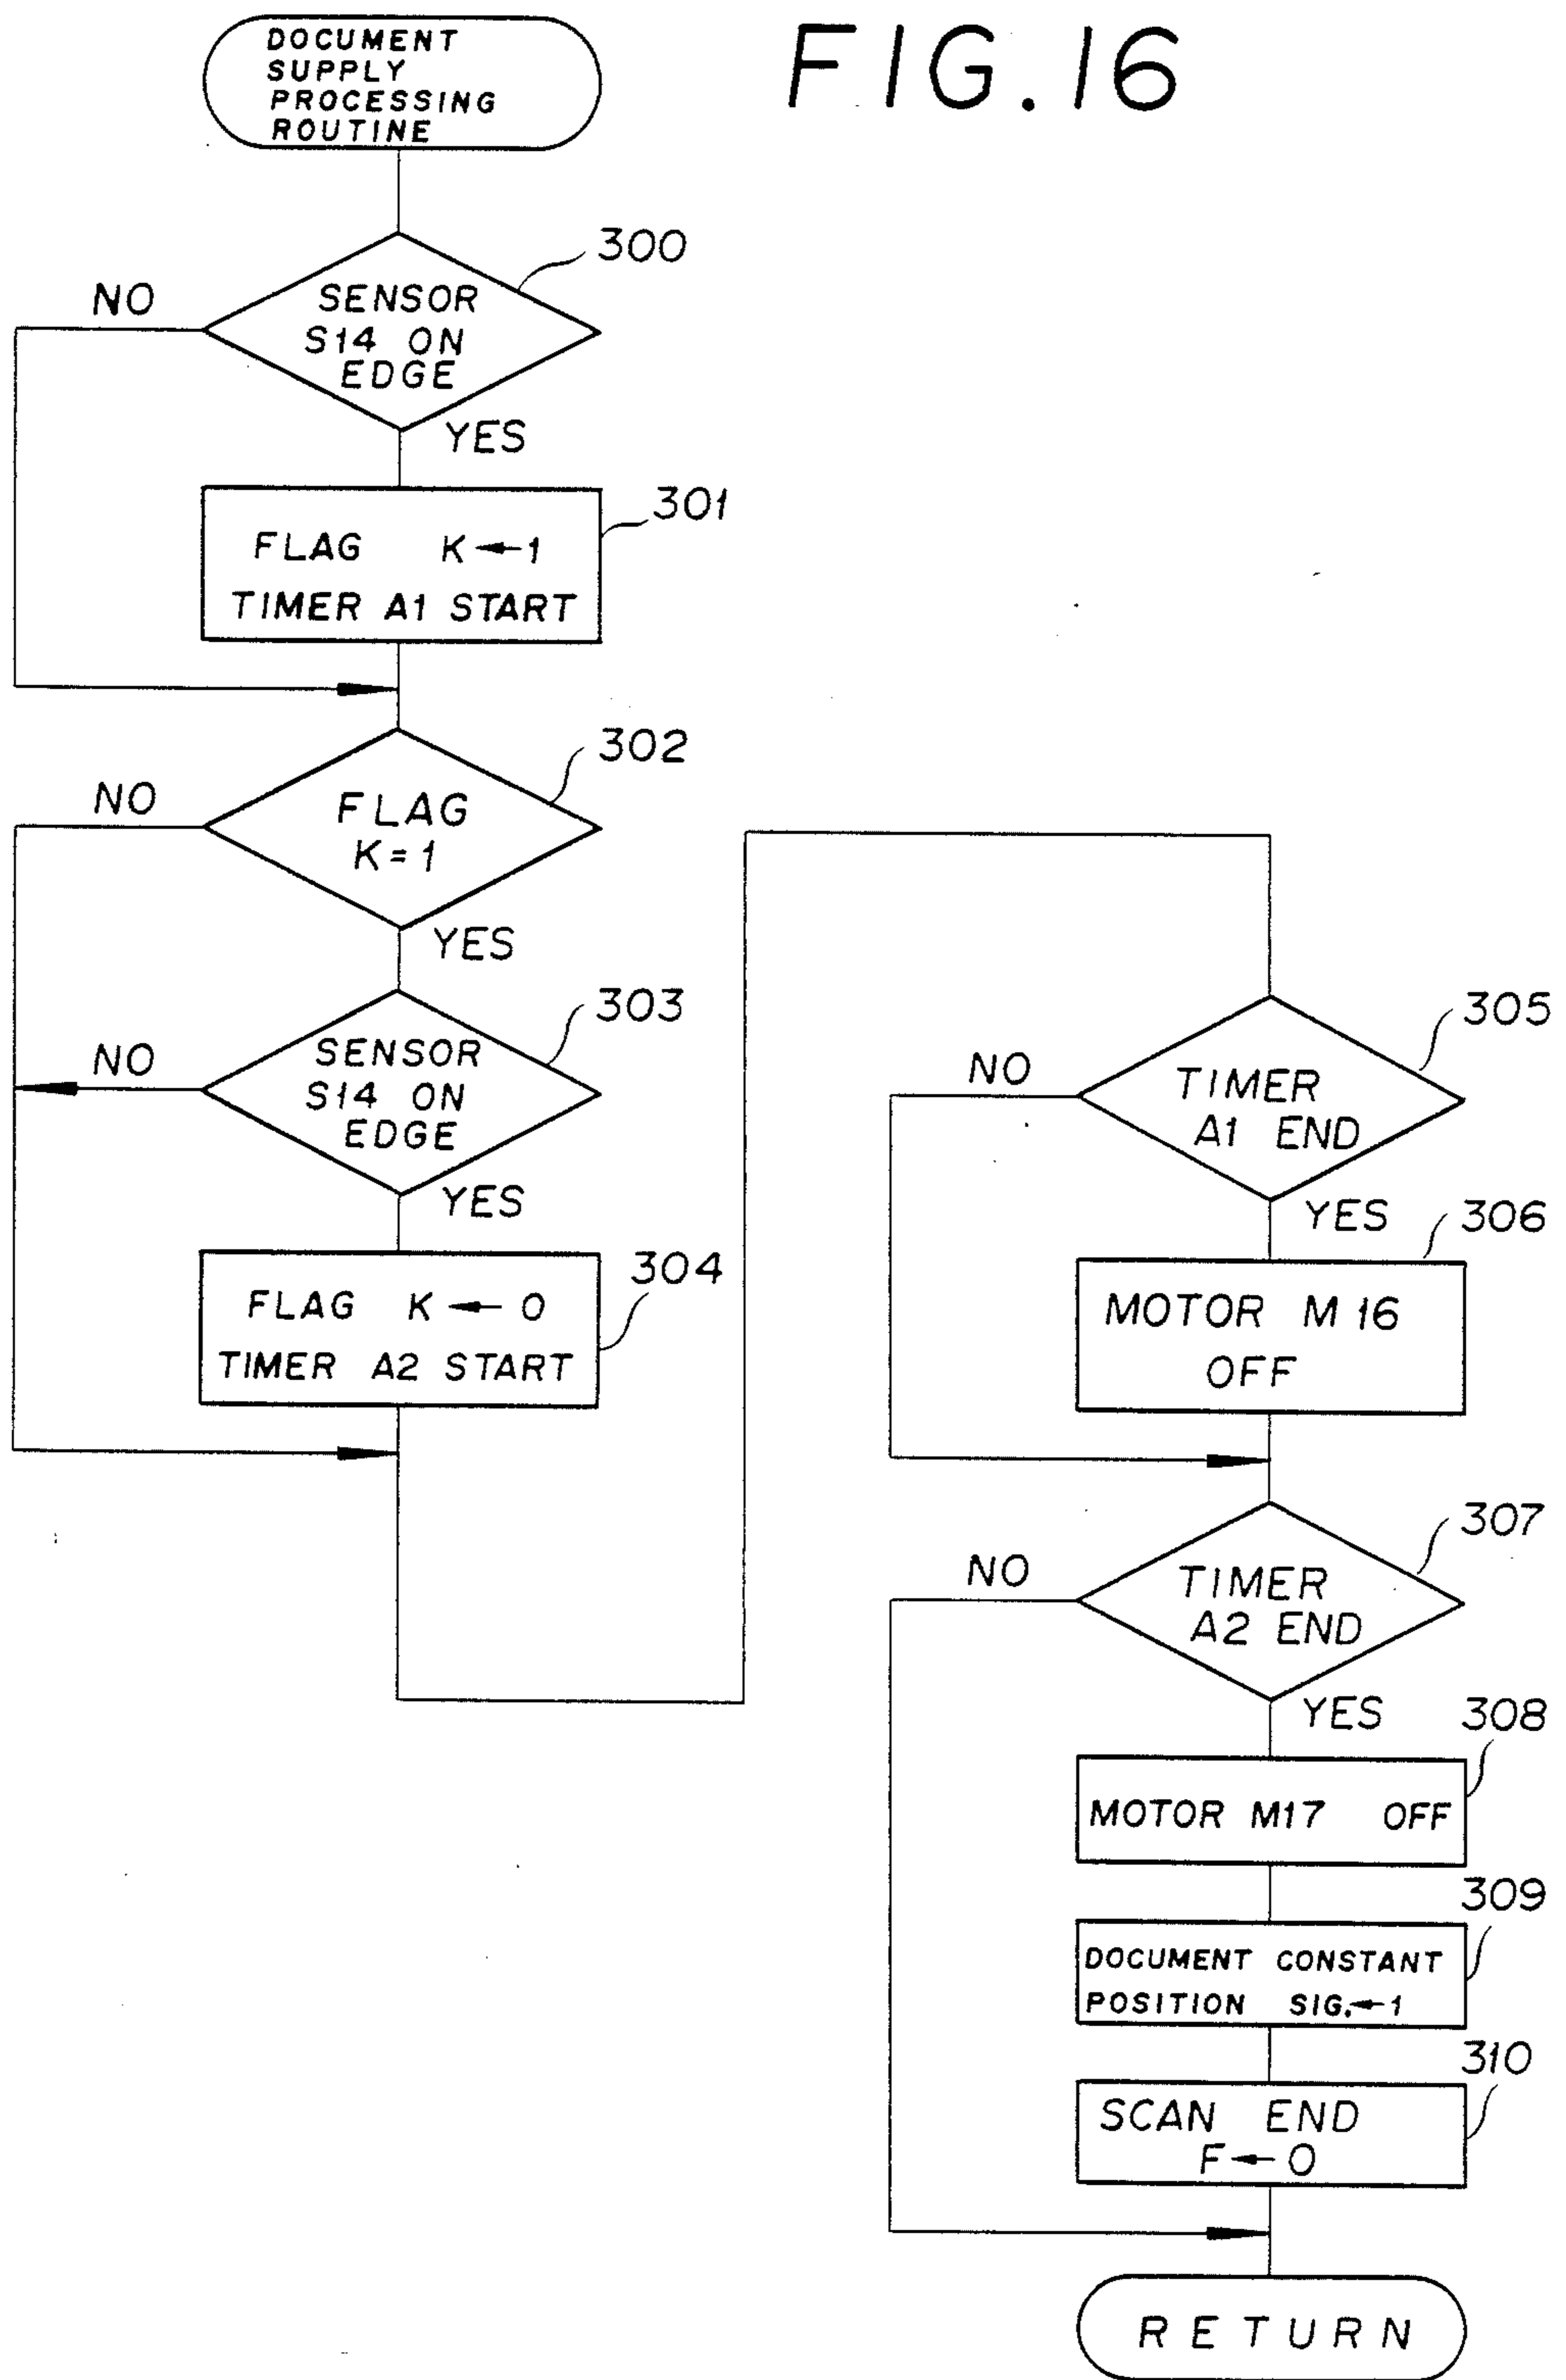 FIG.16
DOCUMENT
SUPPLY
PROCESSING
ROUTINE
300
NO
SENSOR
S14 ON
EDGE
YES
301
FLAG K←1
TIMER A1 START
302
NO
FLAG
K=1
YES
303
NO
SENSOR
S14 ON
EDGE
YES
304
FLAG K←0
TIMER A2 START
305
NO
TIMER
A1 END
YES
306
MOTOR M16
OFF
307
NO
TIMER
A2 END
YES
308
MOTOR M17 OFF
309
DOCUMENT CONSTANT
POSITION SIG.←1
310
SCAN END
F←0
RETURN